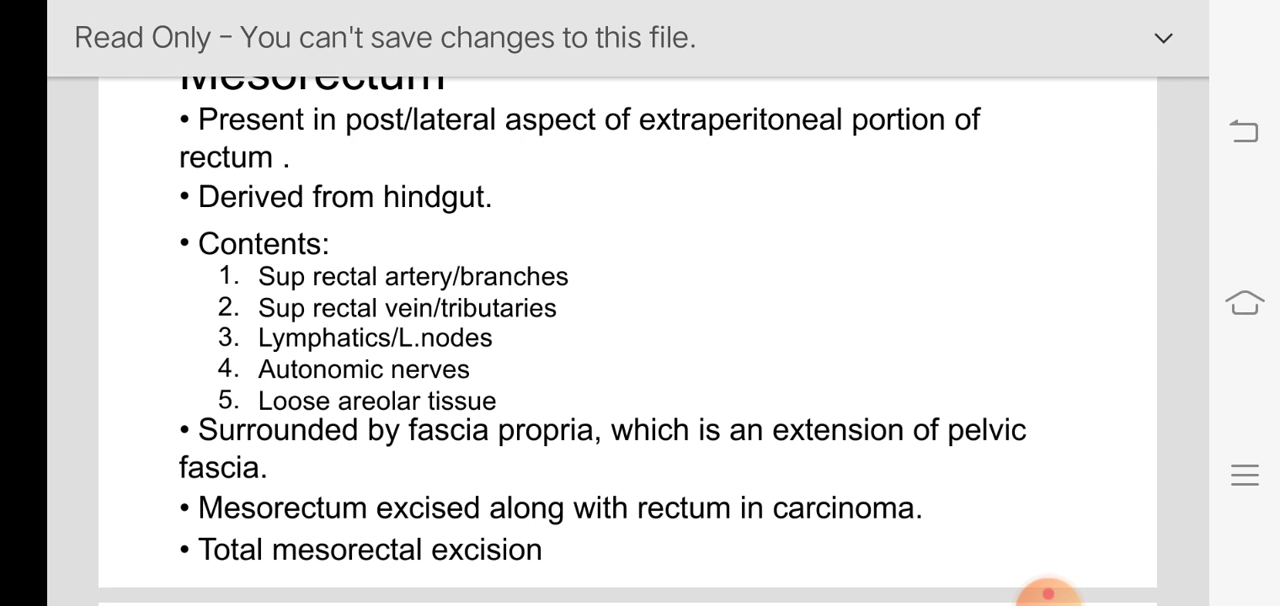 Read Only – You can't save changes to this file.
Mesorectum
• Present in post/lateral aspect of extraperitoneal portion of
rectum .
• Derived from hindgut.
• Contents:
1. Sup rectal artery/branches
2. Sup rectal vein/tributaries
3. Lymphatics/L.nodes
4. Autonomic nerves
5. Loose areolar tissue
• Surrounded by fascia propria, which is an extension of pelvic
fascia.
• Mesorectum excised along with rectum in carcinoma.
• Total mesorectal excision